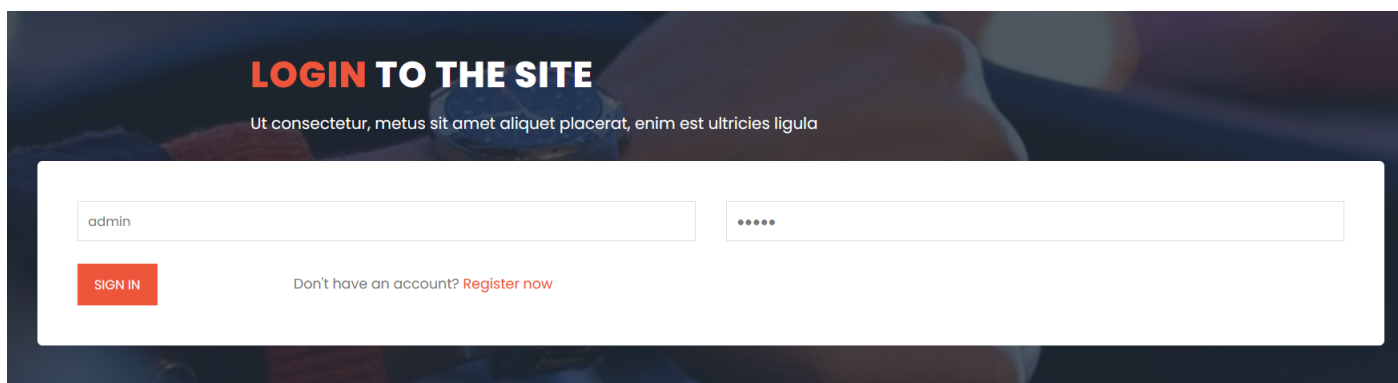 LOGIN TO THE SITE
Ut consectetur, metus sit amet aliquet placerat, enim est ultricies ligula
admin
•••••
SIGN IN
Don't have an account? Register now